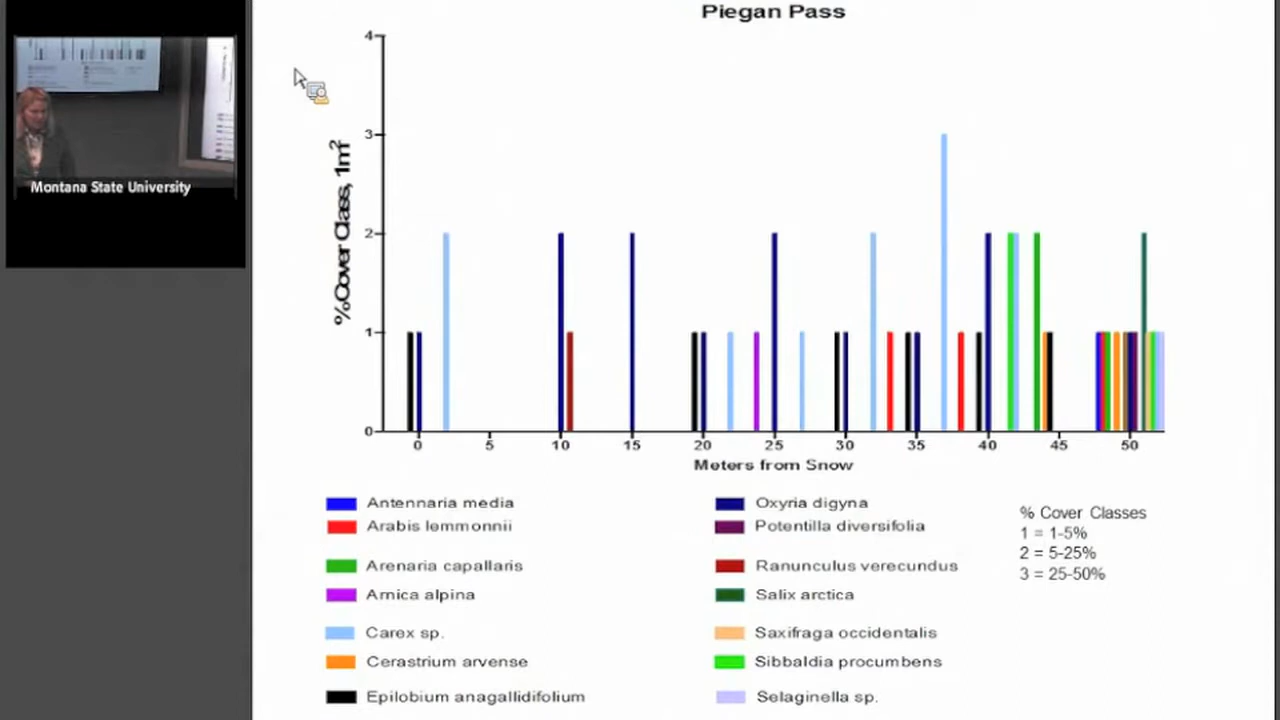 Piegan Pass
4
3
2
1
0
%Cover Class, 1m²
0 5 10 15 20 25 30 35 40 45 50
Meters from Snow
Antennaria media
Arabis lemmonnii
Arenaria capallaris
Arnica alpina
Carex sp.
Cerastrium arvense
Epilobium anagallidifolium
Oxyria digyna
Potentilla diversifolia
Ranunculus verecundus
Salix arctica
Saxifraga occidentalis
Sibbaldia procumbens
Selaginella sp.
% Cover Classes
1 = 1-5%
2 = 5-25%
3 = 25-50%
Montana State University